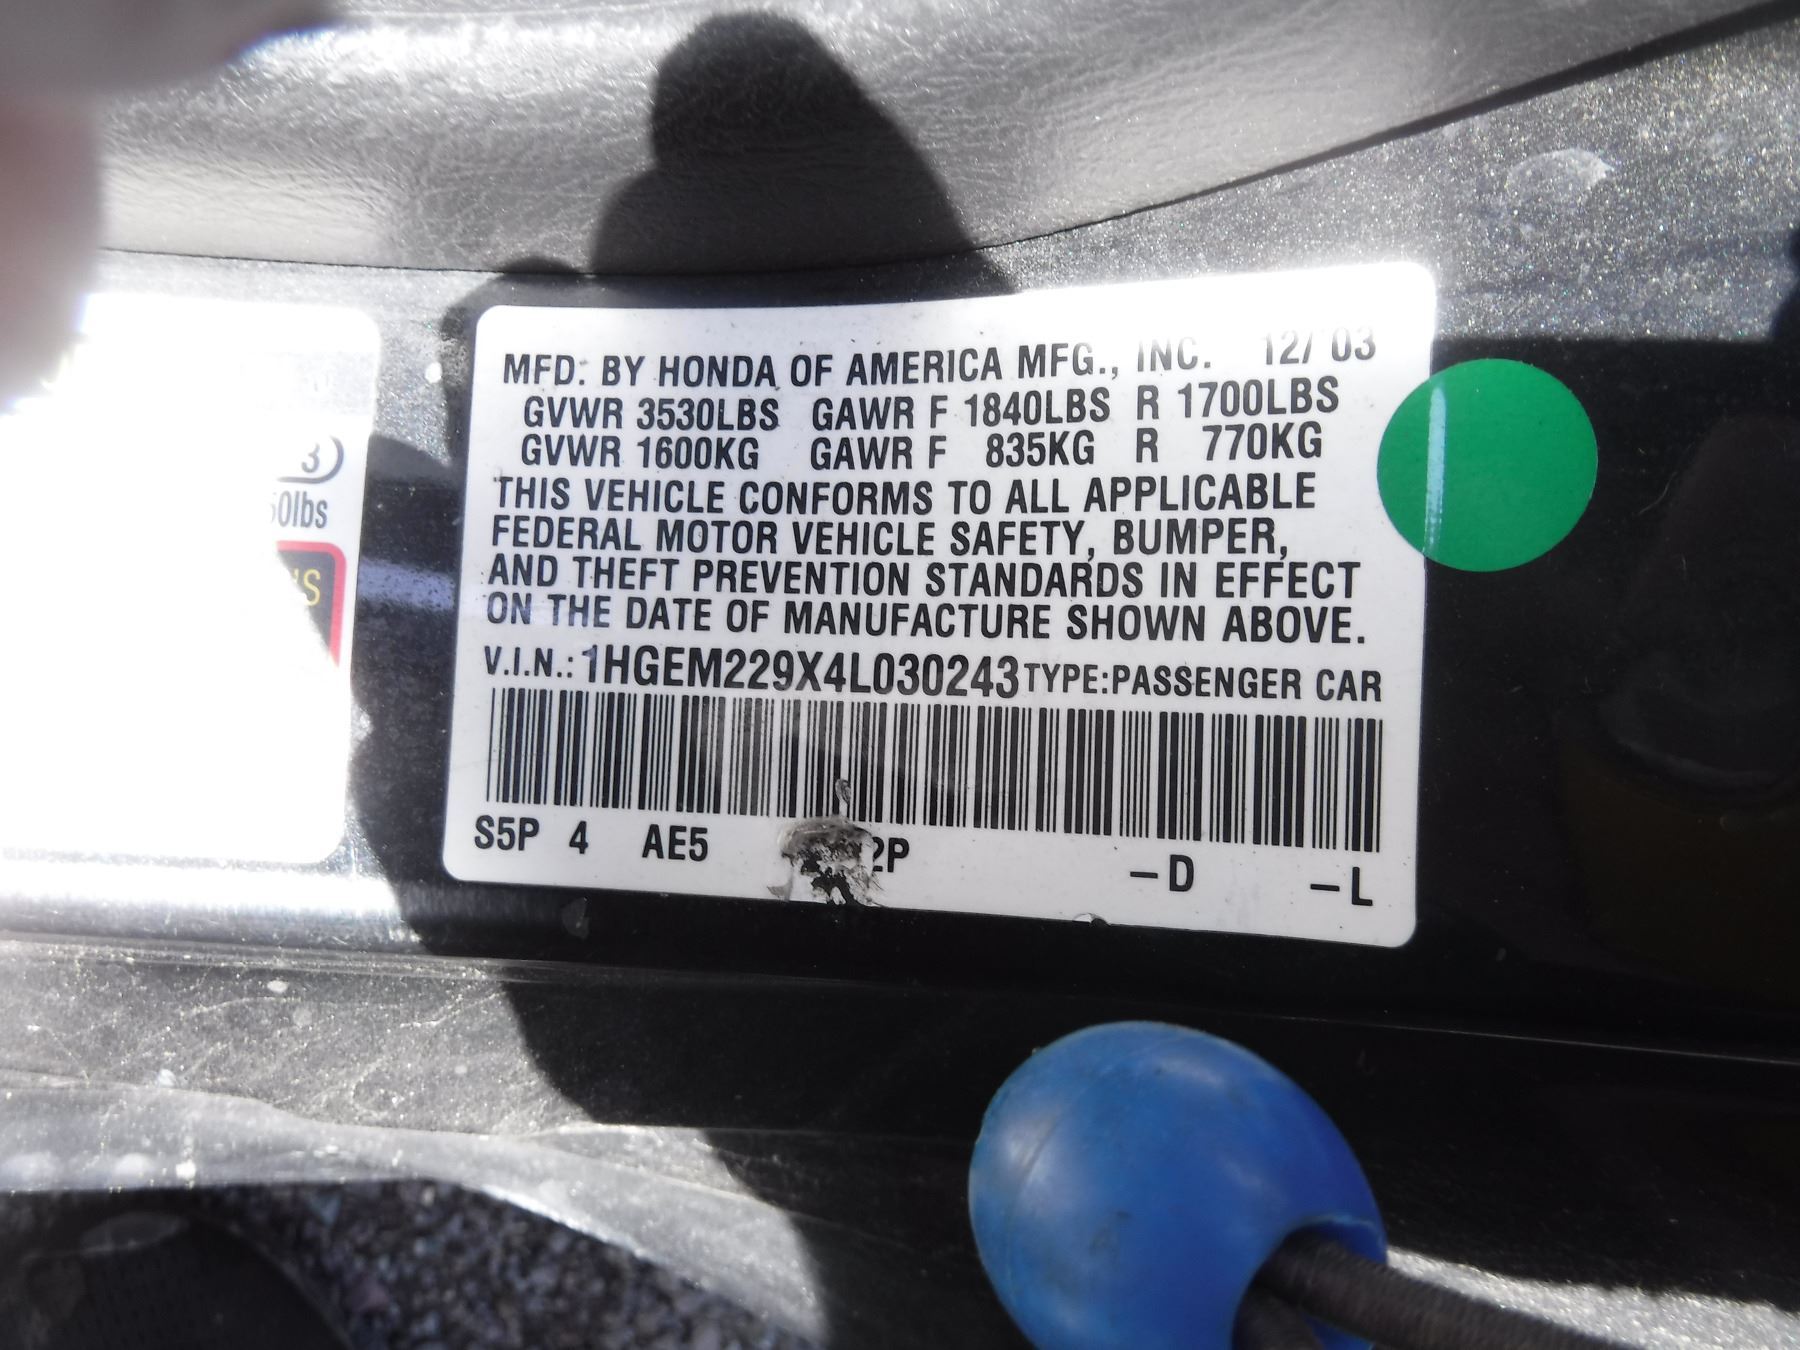 MFD. BY HONDA OF AMERICA MFG., INC. 12/ 03
GVWR 3530LBS GAWR F 1840LBS R 1700LBS
GVWR 1600KG GAWR F 835KG R 770KG
THIS VEHICLE CONFORMS TO ALL APPLICABLE
FEDERAL MOTOR VEHICLE SAFETY, BUMPER,
AND THEFT PREVENTION STANDARDS IN EFFECT
ON THE DATE OF MANUFACTURE SHOWN ABOVE.
V.I.N.: 1HGEM229X4L030243 TYPE:PASSENGER CAR
S5P 4 AE5 -D -L
3